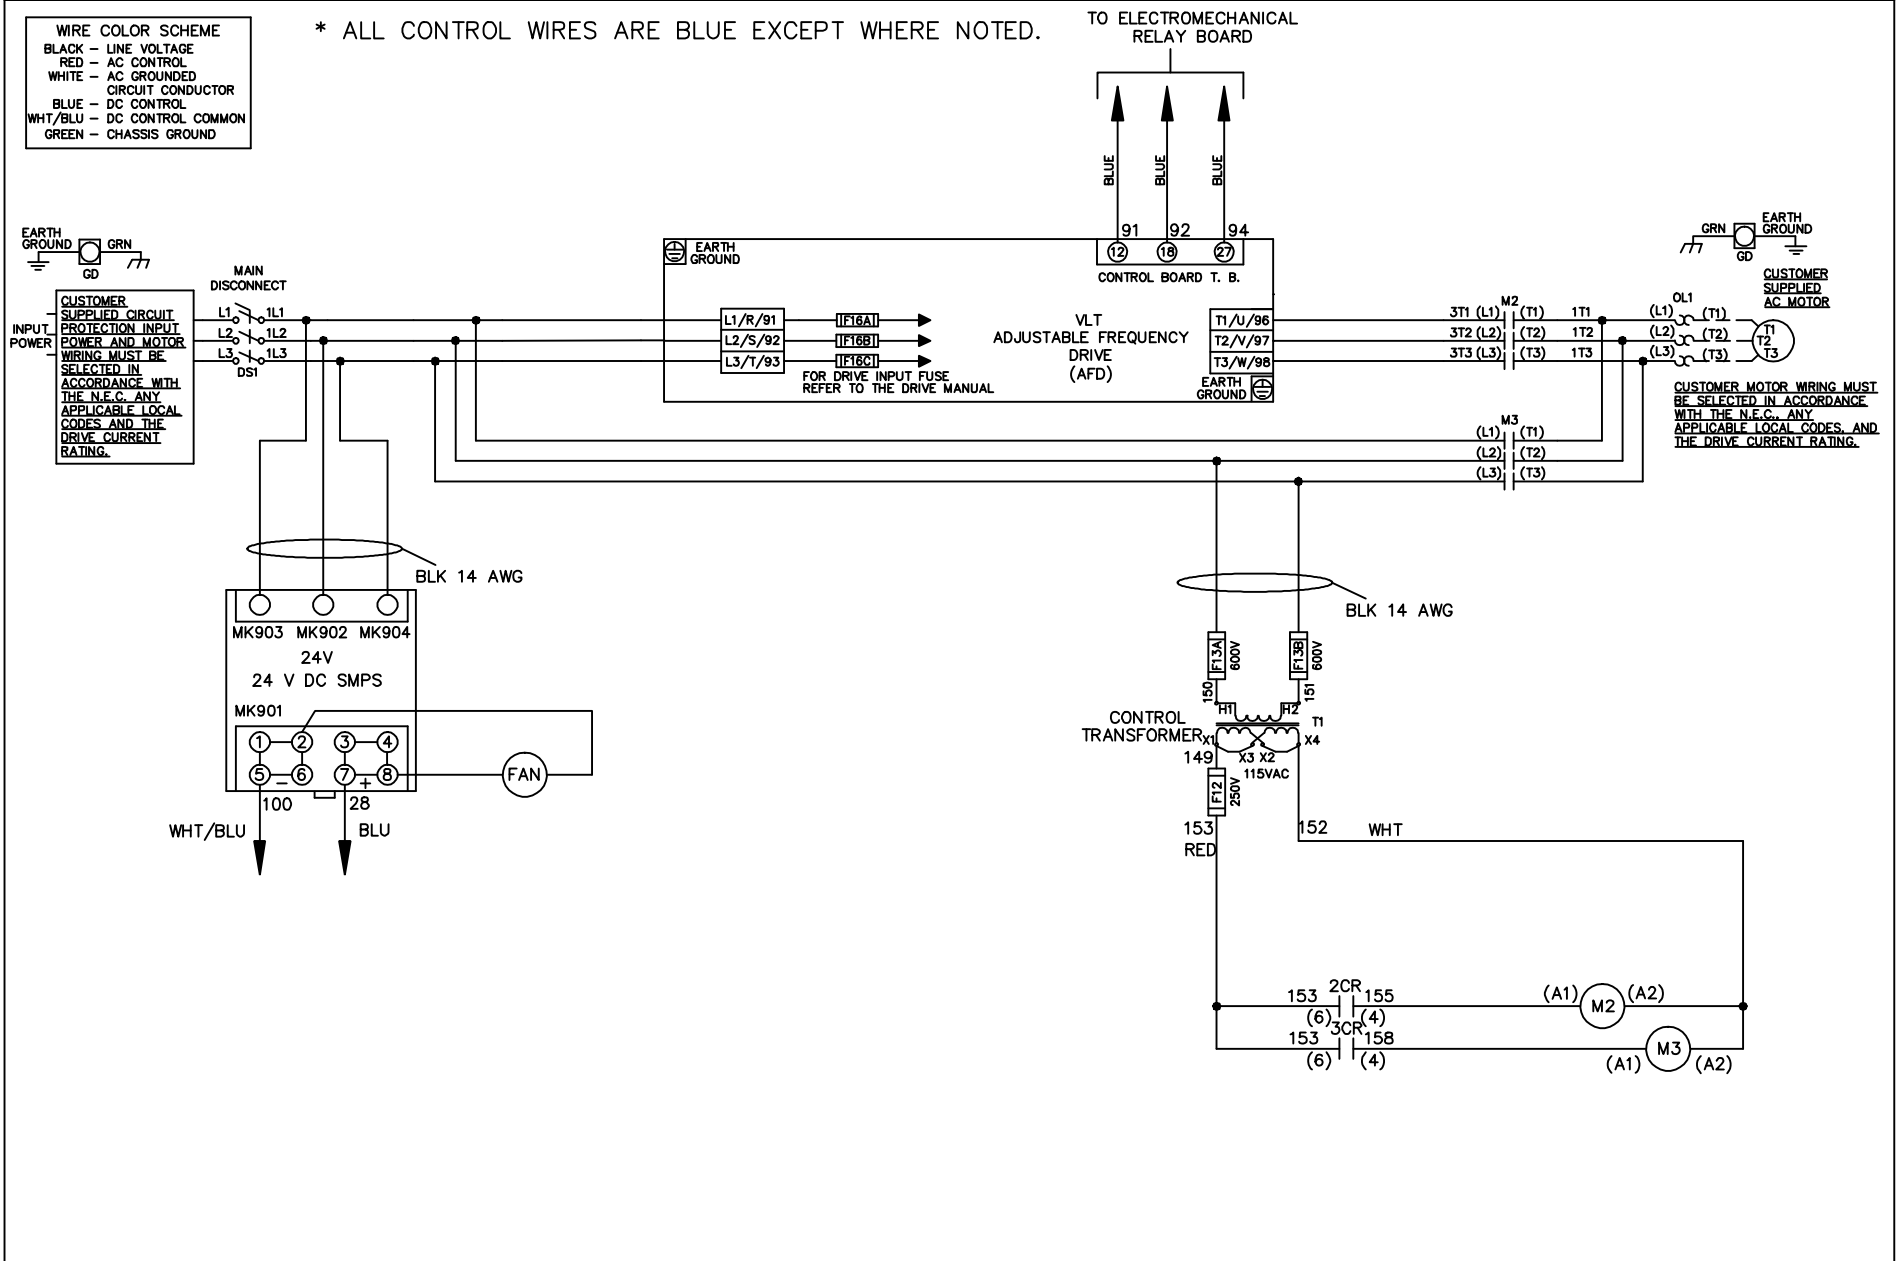 WIRE COLOR SCHEME
BLACK – LINE VOLTAGE
RED – AC CONTROL
WHITE – AC GROUNDED
CIRCUIT CONDUCTOR
BLUE – DC CONTROL
WHT/BLU – DC CONTROL COMMON
GREEN – CHASSIS GROUND
* ALL CONTROL WIRES ARE BLUE EXCEPT WHERE NOTED.
TO ELECTROMECHANICAL
RELAY BOARD
BLUE
BLUE
BLUE
91 92 94
12 18 27
CONTROL BOARD T. B.
EARTH
GROUND
GRN
GD
MAIN
DISCONNECT
INPUT
POWER
CUSTOMER
SUPPLIED CIRCUIT
PROTECTION INPUT
POWER AND MOTOR
WIRING MUST BE
SELECTED IN
ACCORDANCE WITH
THE N.E.C. ANY
APPLICABLE LOCAL
CODES AND THE
DRIVE CURRENT
RATING.
L1 1L1
L2 1L2
L3 1L3
DS1
EARTH
GROUND
L1/R/91
L2/S/92
L3/T/93
IF16A
IF16B
IF16C
FOR DRIVE INPUT FUSE
REFER TO THE DRIVE MANUAL
VLT
ADJUSTABLE FREQUENCY
DRIVE
(AFD)
T1/U/96
T2/V/97
T3/W/98
EARTH
GROUND
M2
3T1 (L1) (T1) 1T1
3T2 (L2) (T2) 1T2
3T3 (L3) (T3) 1T3
GRN
GD
EARTH
GROUND
CUSTOMER
SUPPLIED
AC MOTOR
OL1
(L1) (T1)
(L2) (T2)
(L3) (T3)
T1
T2
T3
CUSTOMER MOTOR WIRING MUST
BE SELECTED IN ACCORDANCE
WITH THE N.E.C., ANY
APPLICABLE LOCAL CODES, AND
THE DRIVE CURRENT RATING.
M3
(L1) (T1)
(L2) (T2)
(L3) (T3)
BLK 14 AWG
MK903 MK902 MK904
24V
24 V DC SMPS
MK901
1 2 3 4
5 – 6 7 + 8
FAN
100 28
WHT/BLU BLU
BLK 14 AWG
F13A
600V
F13B
600V
150
151
H1 H2
T1
CONTROL
TRANSFORMER
X1 X3 X2 X4
115VAC
149
F12
250V
153
RED
152 WHT
153 2CR 155
(6) (4)
(A1) M2 (A2)
153 3CR 158
(6) (4)
(A1) M3 (A2)